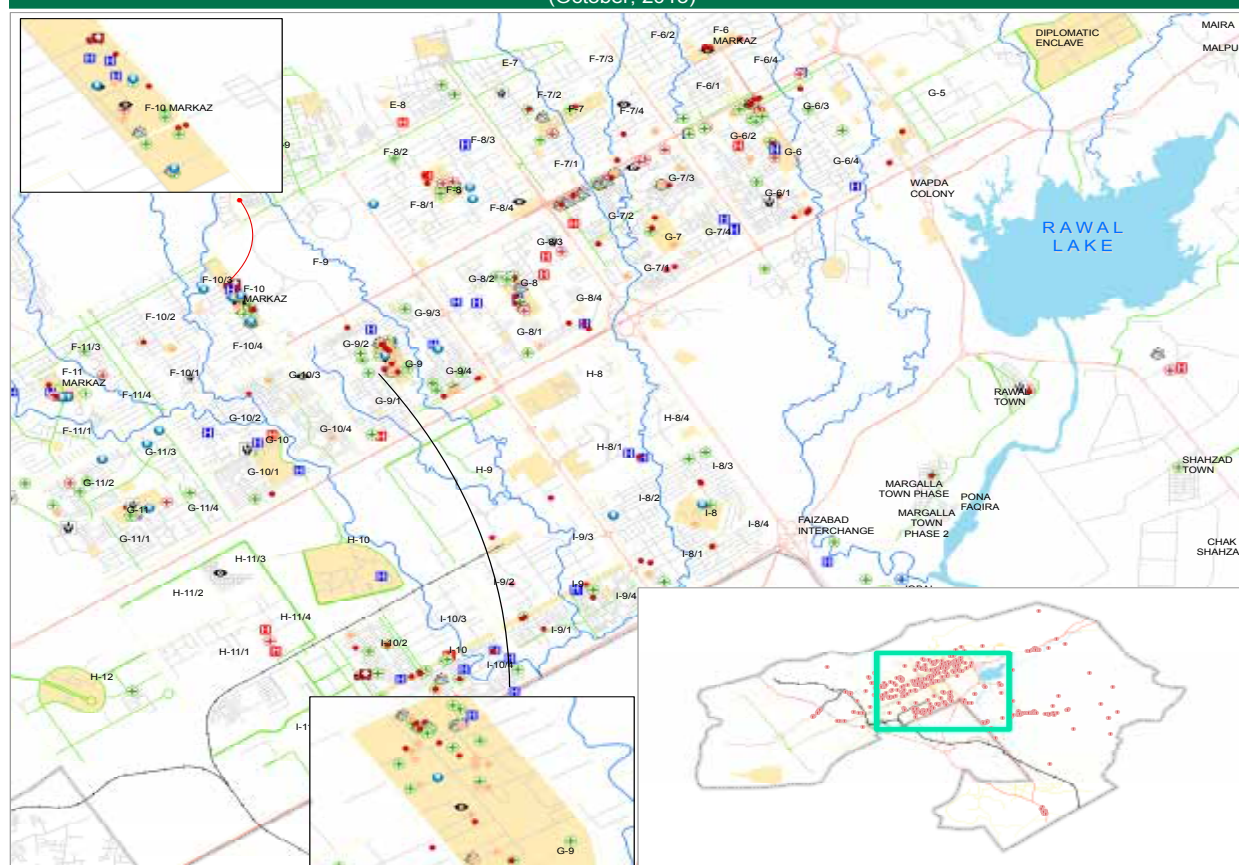 (October, 2015)
MAIRA
MALPU
DIPLOMATIC
ENCLAVE
F-6/2
F-6
MARKAZ
F-6/4
F-7/3
E-7
F-6/1
G-5
E-8
F-7/2
F-7
F-7/4
G-6/3
F-10 MARKAZ
F-8/3
G-6/2
G-6
G-6/4
F-8/2
F-7/1
G-7/3
WAPDA
COLONY
F-8
F-8/1
F-8/4
G-6/1
RAWAL
LAKE
G-7/2
G-7
G-7/4
G-8/3
F-9
G-7/1
F-10/3
F-10
MARKAZ
G-8/2
G-8
G-8/4
F-10/2
G-9/3
G-8/1
F-10/4
G-9/2
F-11/3
G-9
G-9/4
F-11
MARKAZ
F-10/1
G-10/3
H-8
F-11/4
G-9/1
RAWAL
TOWN
G-10/2
H-8/4
F-11/1
G-10
G-10/4
H-8/1
G-11/3
G-10/1
H-9
I-8/3
SHAHZAD
TOWN
G-11/2
MARGALLA
TOWN PHASE
G-11
G-11/4
I-8/2
I-8
PONA
FAQIRA
MARGALLA
TOWN
PHASE 2
I-8/4
FAIZABAD
INTERCHANGE
G-11/1
H-10
I-9/3
CHAK
SHAHZA
H-11/3
I-8/1
H-11/2
I-9/2
I-9
I-9/4
H-11/4
I-10/3
I-9/1
I-10/2
H-11/1
I-10
I-10/4
H-12
I-11
G-9